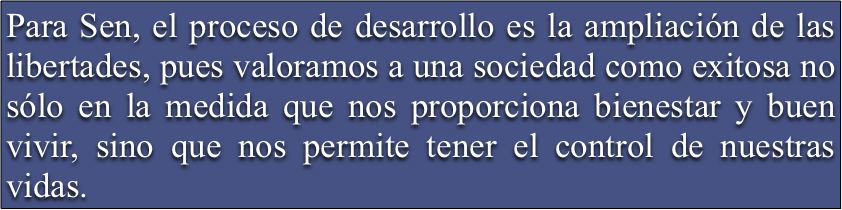 Para Sen, el proceso de desarrollo es la ampliación de las
libertades, pues valoramos a una sociedad como exitosa no
sólo en la medida que nos proporciona bienestar y buen
vivir, sino que nos permite tener el control de nuestras
vidas.